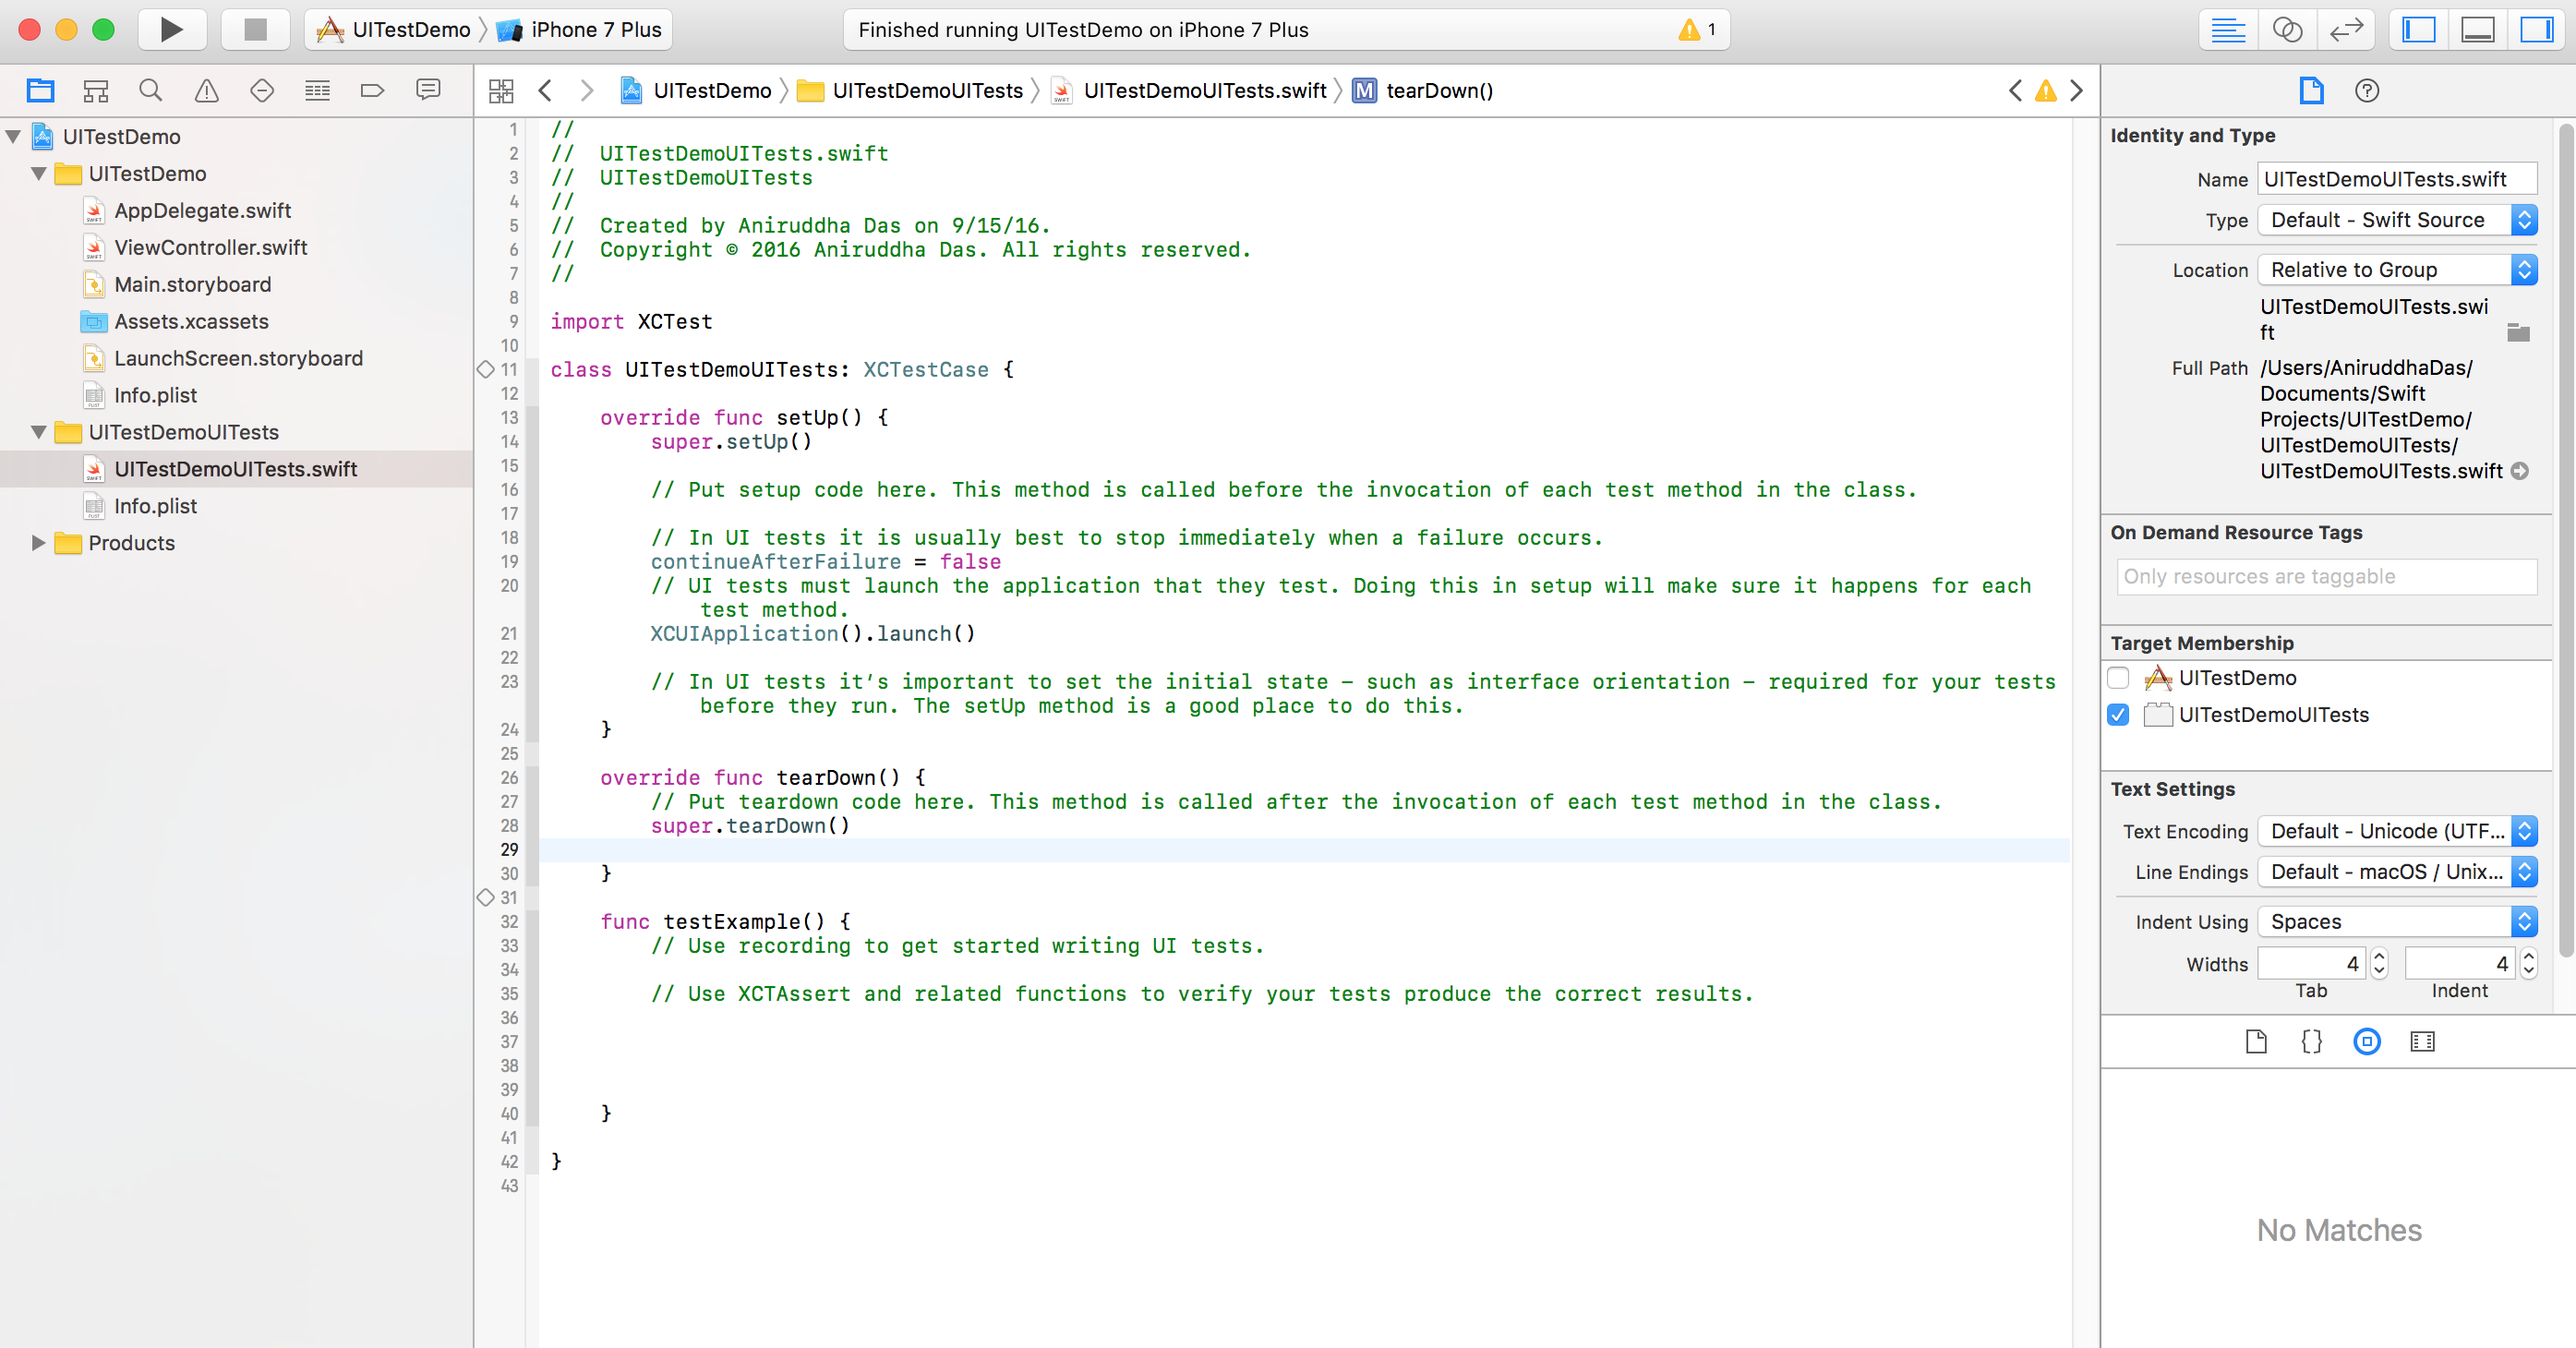 UITestDemo
iPhone 7 Plus
Finished running UITestDemo on iPhone 7 Plus
1
UITestDemo
UITestDemo
AppDelegate.swift
ViewController.swift
Main.storyboard
Assets.xcassets
LaunchScreen.storyboard
Info.plist
UITestDemoUITests
UITestDemoUITests.swift
Info.plist
Products
UITestDemo
UITestDemoUITests
UITestDemoUITests.swift
M tearDown()
1 //
2 //  UITestDemoUITests.swift
3 //  UITestDemoUITests
4 //
5 //  Created by Aniruddha Das on 9/15/16.
6 //  Copyright © 2016 Aniruddha Das. All rights reserved.
7 //
8
9 import XCTest
10
11 class UITestDemoUITests: XCTestCase {
12
13     override func setUp() {
14         super.setUp()
15
16         // Put setup code here. This method is called before the invocation of each test method in the class.
17
18         // In UI tests it is usually best to stop immediately when a failure occurs.
19         continueAfterFailure = false
20         // UI tests must launch the application that they test. Doing this in setup will make sure it happens for each
test method.
21         XCUIApplication().launch()
22
23         // In UI tests it’s important to set the initial state - such as interface orientation - required for your tests
before they run. The setUp method is a good place to do this.
24     }
25
26     override func tearDown() {
27         // Put teardown code here. This method is called after the invocation of each test method in the class.
28         super.tearDown()
29
30     }
31
32     func testExample() {
33         // Use recording to get started writing UI tests.
34
35         // Use XCTAssert and related functions to verify your tests produce the correct results.
36
37
38
39
40     }
41
42 }
43
Identity and Type
Name UITestDemoUITests.swift
Type Default - Swift Source
Location Relative to Group
UITestDemoUITests.swi
ft
Full Path /Users/AniruddhaDas/
Documents/Swift
Projects/UITestDemo/
UITestDemoUITests/
UITestDemoUITests.swift
On Demand Resource Tags
Only resources are taggable
Target Membership
UITestDemo
UITestDemoUITests
Text Settings
Text Encoding Default - Unicode (UTF...
Line Endings Default - macOS / Unix...
Indent Using Spaces
Widths 4 4
Tab Indent
No Matches